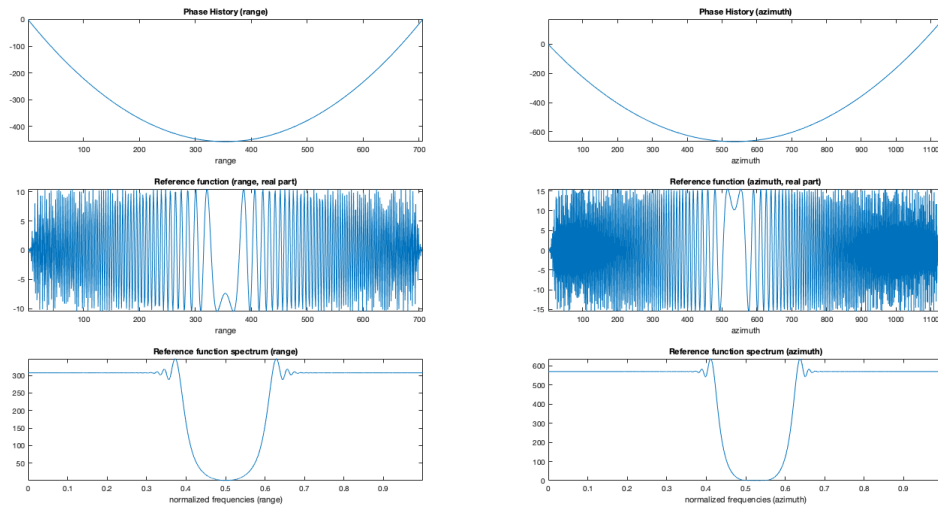 Phase History (range)
0
-100
-200
-300
-400
100 200 300 400 500 600 700
range
Phase History (azimuth)
0
-200
-400
-600
100 200 300 400 500 600 700 800 900 1000 1100
azimuth
Reference function (range, real part)
10
5
0
-5
-10
100 200 300 400 500 600 700
range
Reference function (azimuth, real part)
15
10
5
0
-5
-10
-15
100 200 300 400 500 600 700 800 900 1000 1100
azimuth
Reference function spectrum (range)
300
250
200
150
100
50
0 0.1 0.2 0.3 0.4 0.5 0.6 0.7 0.8 0.9
normalized frequencies (range)
Reference function spectrum (azimuth)
600
500
400
300
200
100
0
0 0.1 0.2 0.3 0.4 0.5 0.6 0.7 0.8 0.9
normalized frequencies (azimuth)